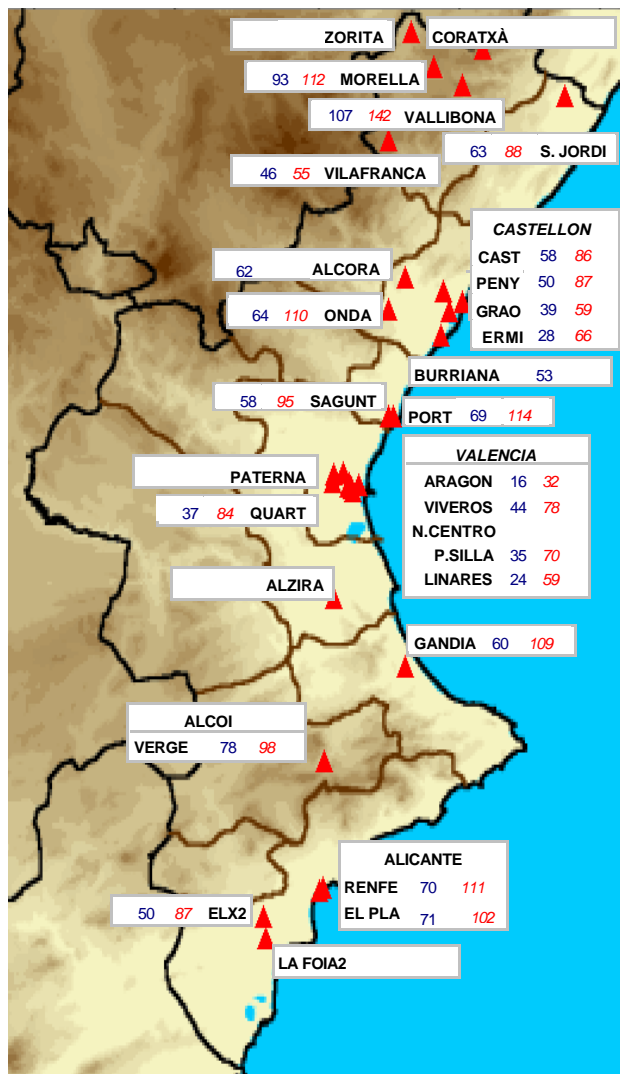 ZORITA
CORATXÀ
93 112 MORELLA
107 142 VALLIBONA
63 88 S. JORDI
46 55 VILAFRANCA
CASTELLON
CAST 58 86
PENY 50 87
GRAO 39 59
ERMI 28 66
62 ALCORA
64 110 ONDA
BURRIANA 53
58 95 SAGUNT
PORT 69 114
VALENCIA
ARAGON 16 32
VIVEROS 44 78
N.CENTRO
P.SILLA 35 70
LINARES 24 59
PATERNA
37 84 QUART
ALZIRA
GANDIA 60 109
ALCOI
VERGE 78 98
ALICANTE
RENFE 70 111
EL PLA 71 102
50 87 ELX2
LA FOIA2